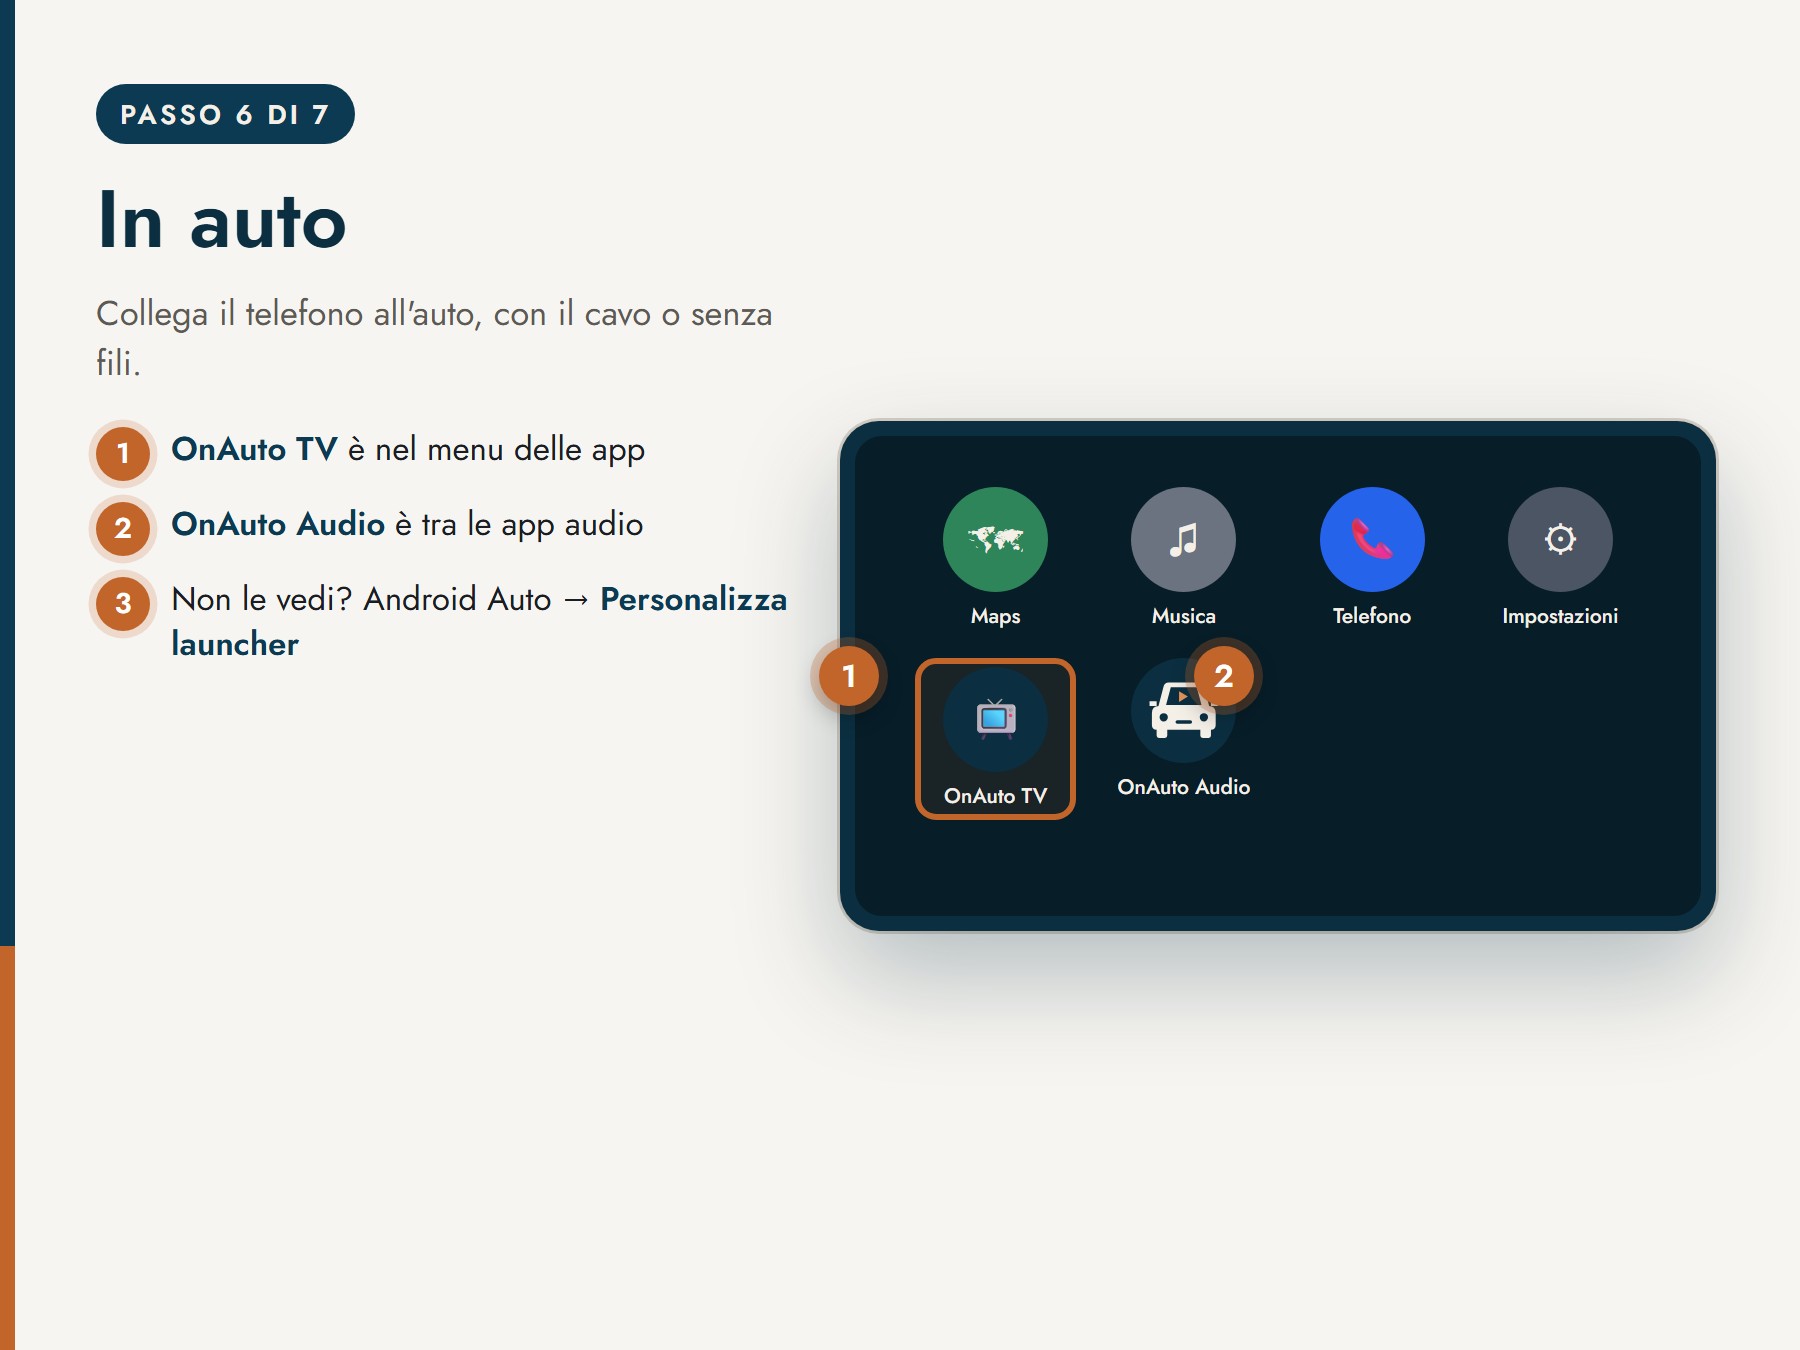 PASSO 6 DI 7
In auto
Collega il telefono all'auto, con il cavo o senza
fili.
1 OnAuto TV è nel menu delle app
2 OnAuto Audio è tra le app audio
3 Non le vedi? Android Auto → Personalizza
launcher
Maps Musica Telefono Impostazioni
1 2
OnAuto TV OnAuto Audio